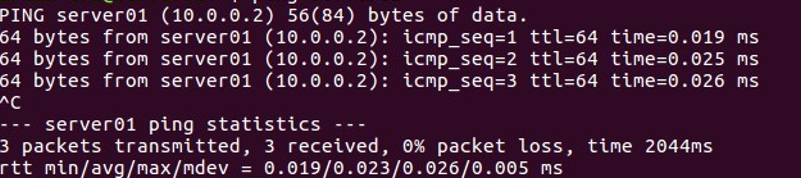 PING server01 (10.0.0.2) 56(84) bytes of data.
64 bytes from server01 (10.0.0.2): icmp_seq=1 ttl=64 time=0.019 ms
64 bytes from server01 (10.0.0.2): icmp_seq=2 ttl=64 time=0.025 ms
64 bytes from server01 (10.0.0.2): icmp_seq=3 ttl=64 time=0.026 ms
^C
--- server01 ping statistics ---
3 packets transmitted, 3 received, 0% packet loss, time 2044ms
rtt min/avg/max/mdev = 0.019/0.023/0.026/0.005 ms